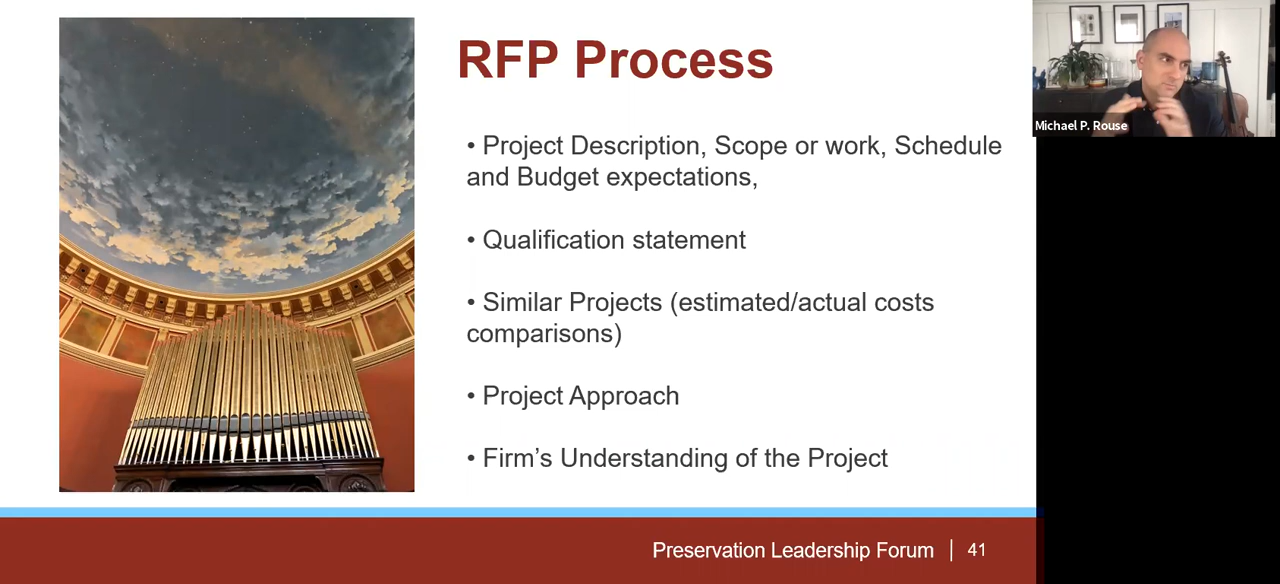 RFP Process
• Project Description, Scope or work, Schedule
and Budget expectations,
• Qualification statement
• Similar Projects (estimated/actual costs
comparisons)
• Project Approach
• Firm’s Understanding of the Project
Preservation Leadership Forum | 41
Michael P. Rouse